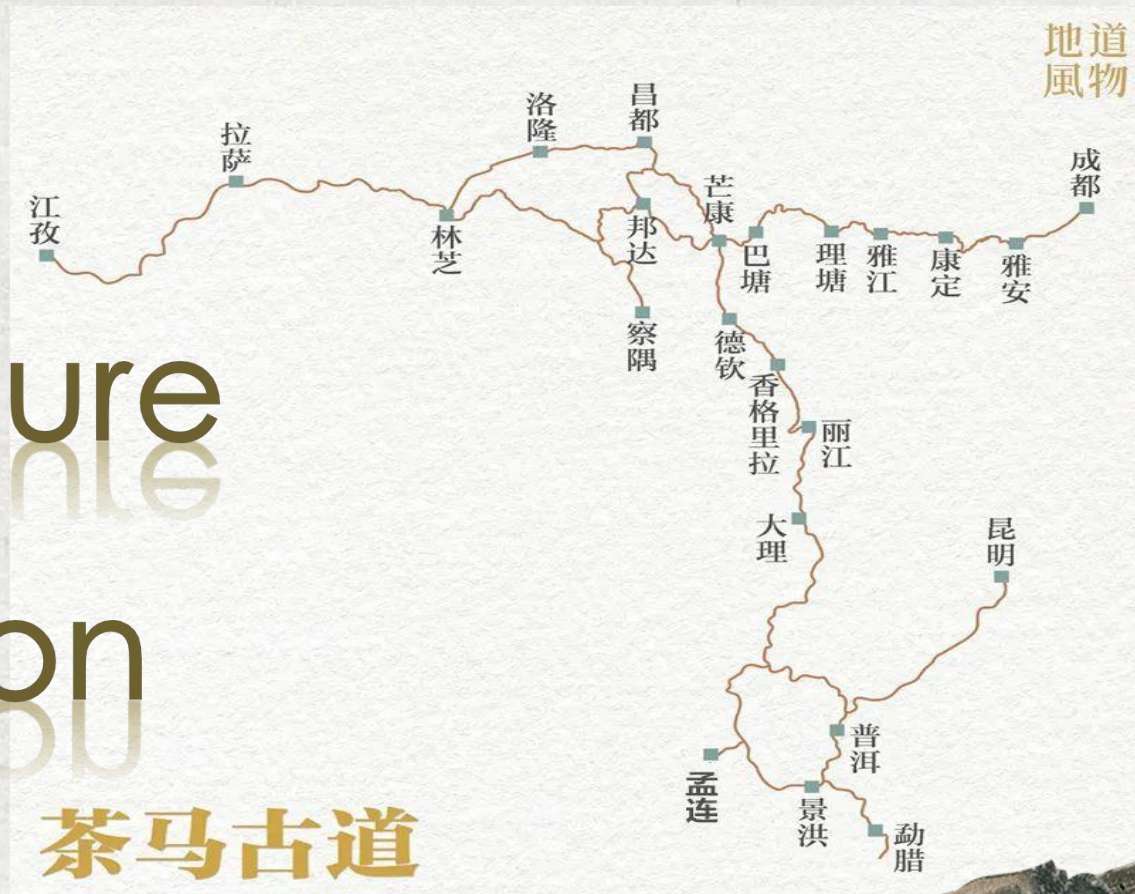 地道
風物
昌都
洛隆
拉萨
成都
芒康
江孜
林芝
邦达
巴塘
理塘
雅江
康定
雅安
察隅
德钦
香格里拉
丽江
大理
昆明
普洱
孟连
景洪
勐腊
ure
on
茶马古道